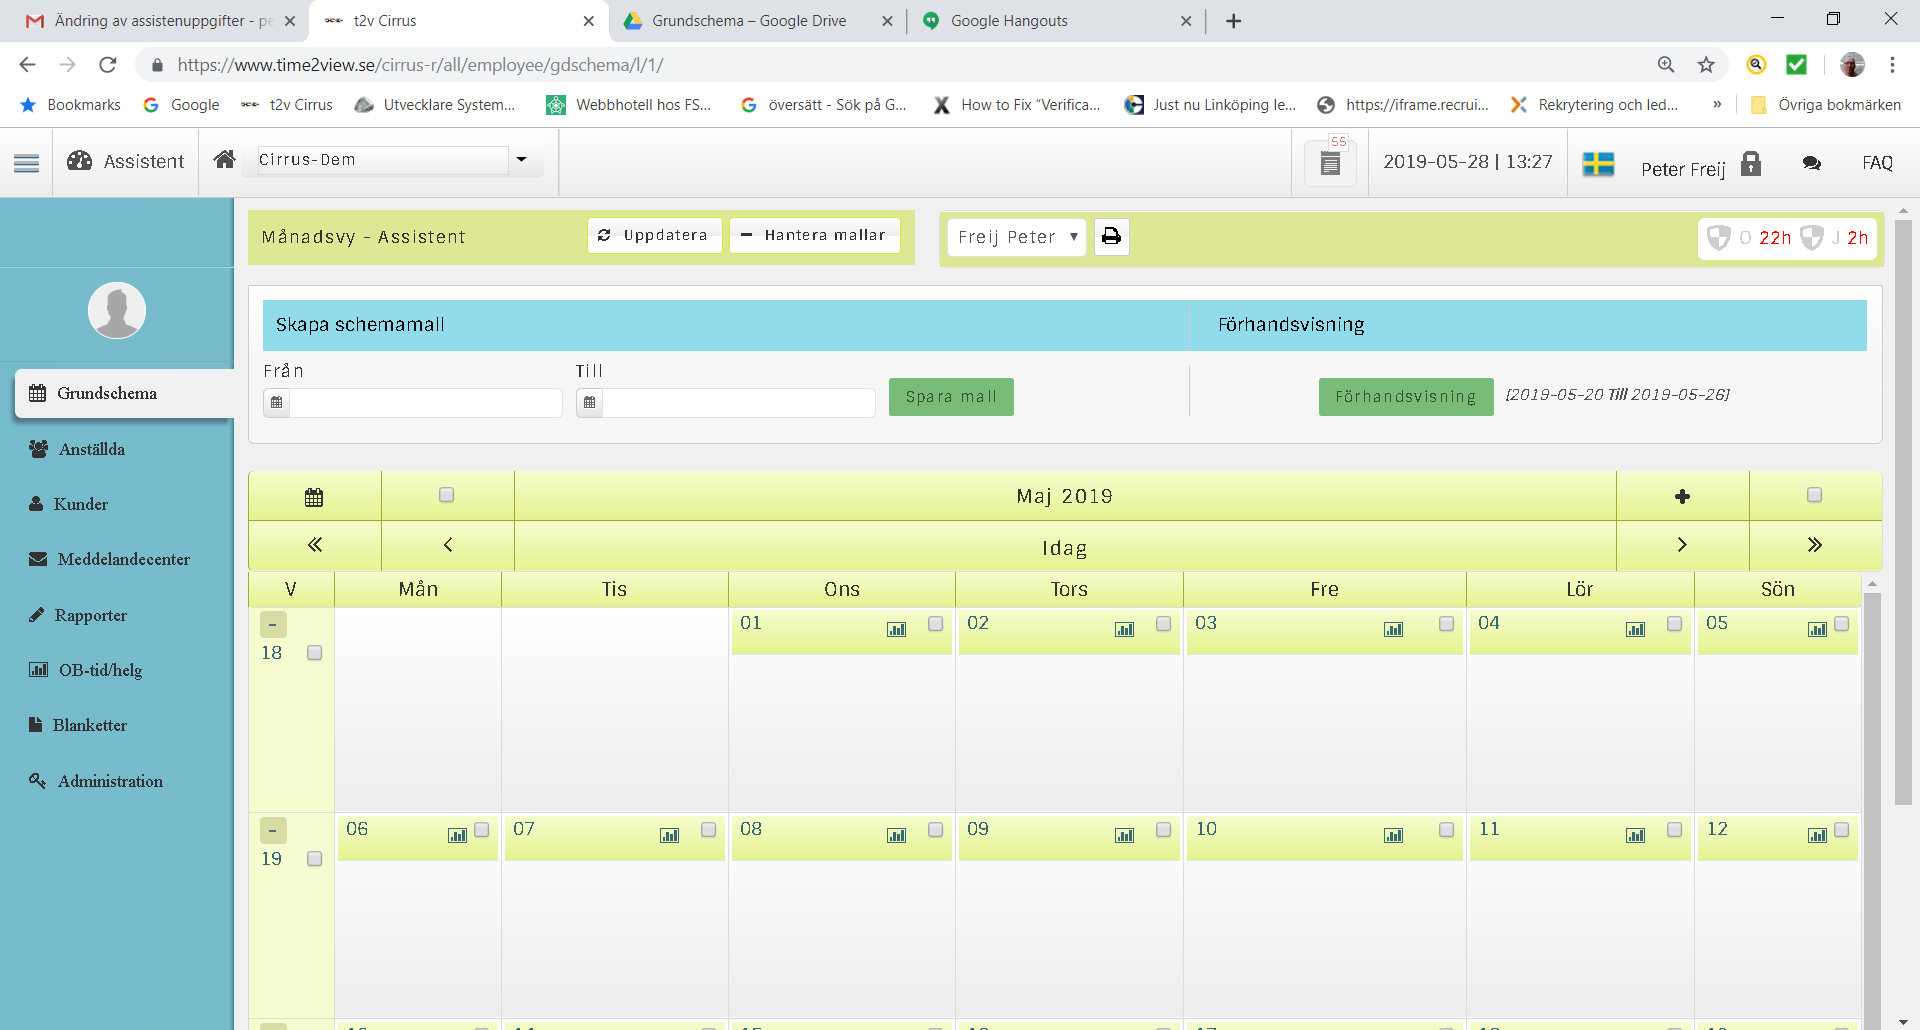 Ändring av assistenuppgifter - pe
t2v Cirrus
Grundschema – Google Drive
Google Hangouts
https://www.time2view.se/cirrus-r/all/employee/gdschema/l/1/
Bookmarks
Google
t2v Cirrus
Utvecklare System...
Webbhotell hos FS...
översätt - Sök på G...
How to Fix “Verifica...
Just nu Linköping le...
https://iframe.recrui...
Rekrytering och led...
»
Övriga bokmärken
Assistent
Cirrus-Dem
55
2019-05-28 | 13:27
Peter Freij
FAQ
Månadsvy - Assistent
Uppdatera
Hantera mallar
Freij Peter
O 22h
J 2h
Skapa schemamall
Förhandsvisning
Från
Till
Spara mall
Förhandsvisning
[2019-05-20 Till 2019-05-26]
Grundschema
Anställda
Kunder
Meddelandecenter
Rapporter
OB-tid/helg
Blanketter
Administration
Maj 2019
Idag
V Mån Tis Ons Tors Fre Lör Sön
-
18
01 02 03 04 05
-
19
06 07 08 09 10 11 12